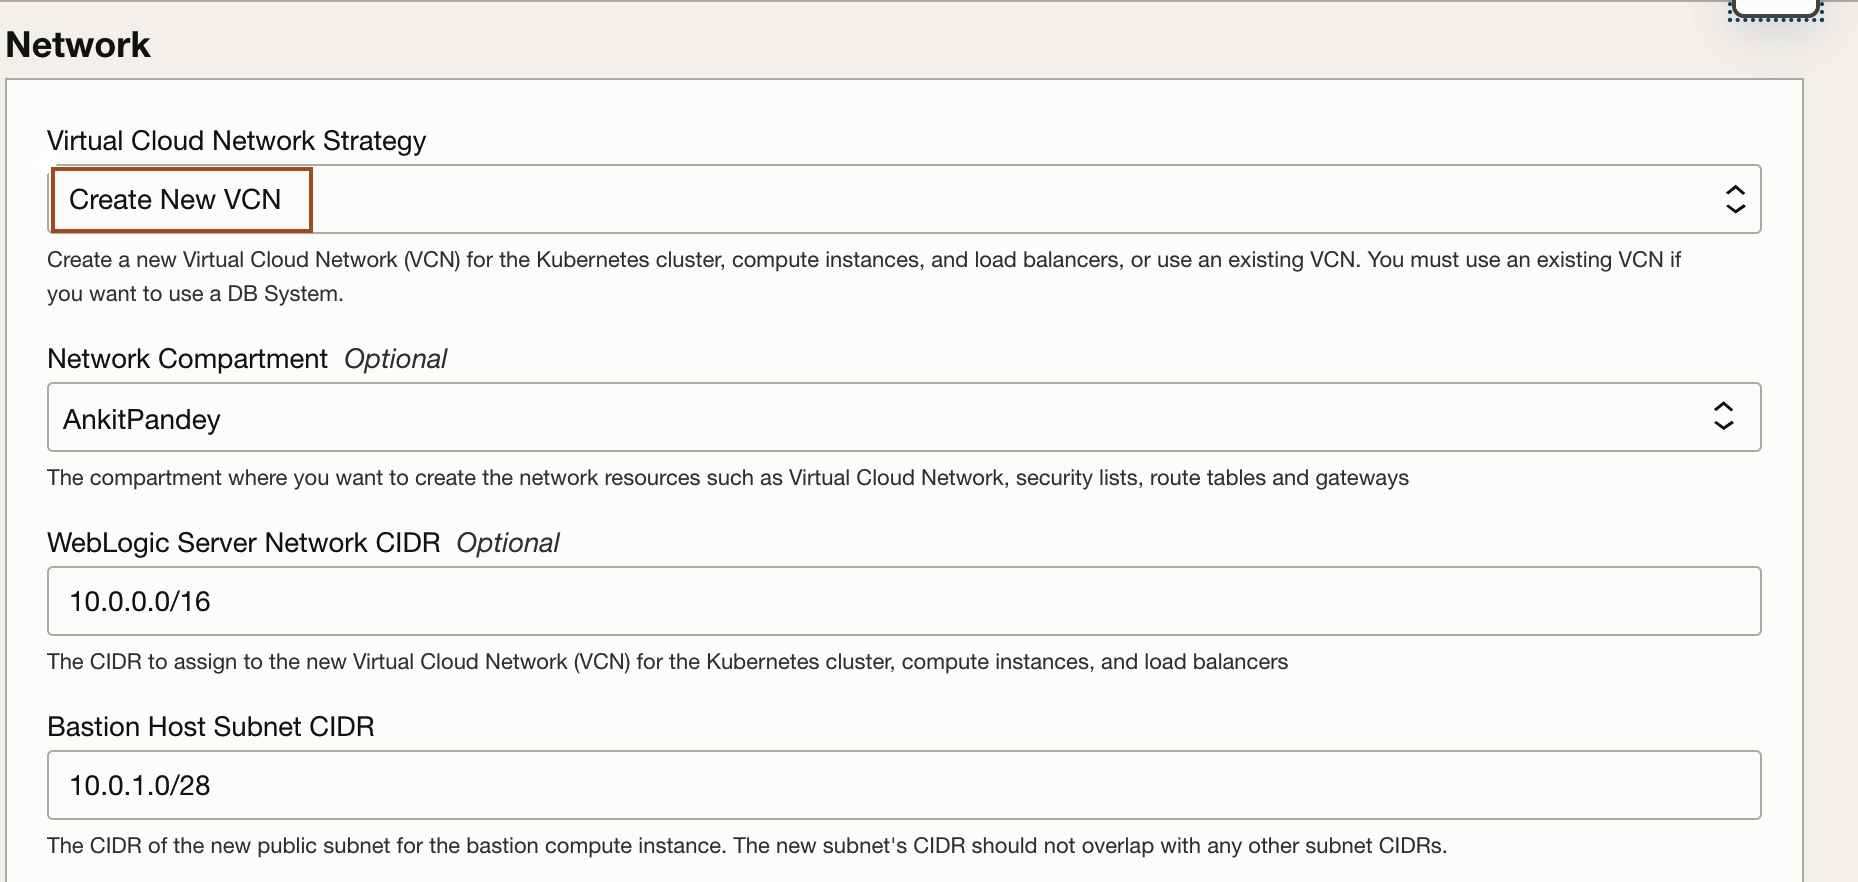 Network
Virtual Cloud Network Strategy
Create New VCN
Create a new Virtual Cloud Network (VCN) for the Kubernetes cluster, compute instances, and load balancers, or use an existing VCN. You must use an existing VCN if
you want to use a DB System.
Network Compartment Optional
AnkitPandey
The compartment where you want to create the network resources such as Virtual Cloud Network, security lists, route tables and gateways
WebLogic Server Network CIDR Optional
10.0.0.0/16
The CIDR to assign to the new Virtual Cloud Network (VCN) for the Kubernetes cluster, compute instances, and load balancers
Bastion Host Subnet CIDR
10.0.1.0/28
The CIDR of the new public subnet for the bastion compute instance. The new subnet's CIDR should not overlap with any other subnet CIDRs.